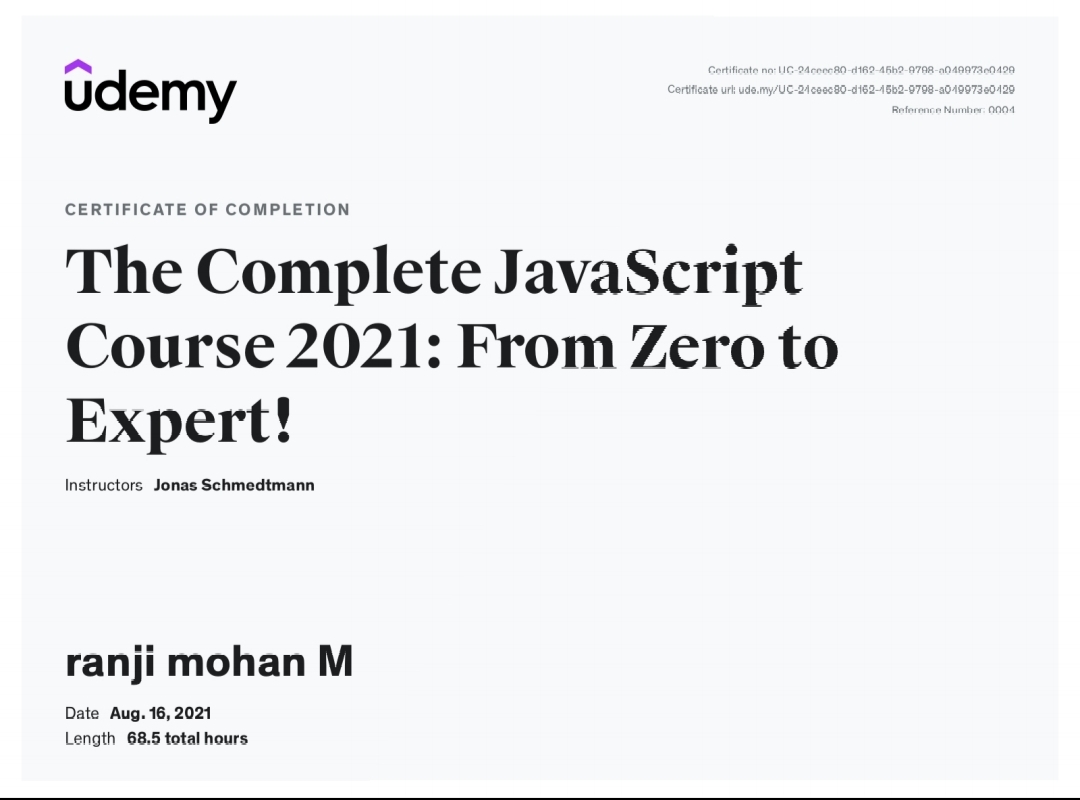 udemy
Certificate no: UC-24ceec80-d162-45b2-9798-a049973e0429
Certificate url: ude.my/UC-24ceec80-d162-45b2-9798-a049973e0429
Reference Number: 0004
CERTIFICATE OF COMPLETION
The Complete JavaScript
Course 2021: From Zero to
Expert!
Instructors Jonas Schmedtmann
ranji mohan M
Date Aug. 16, 2021
Length 68.5 total hours